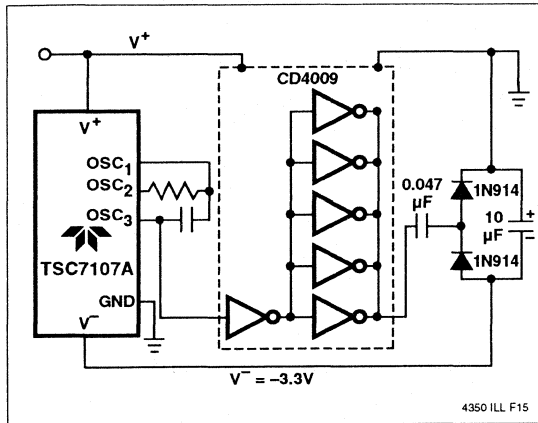 V+
V+
CD4009
OSC1
OSC2
OSC3
TSC7107A
GND
V–
0.047
µF
1N914
10
µF
+
–
1N914
V– = –3.3V
4350 ILL F15